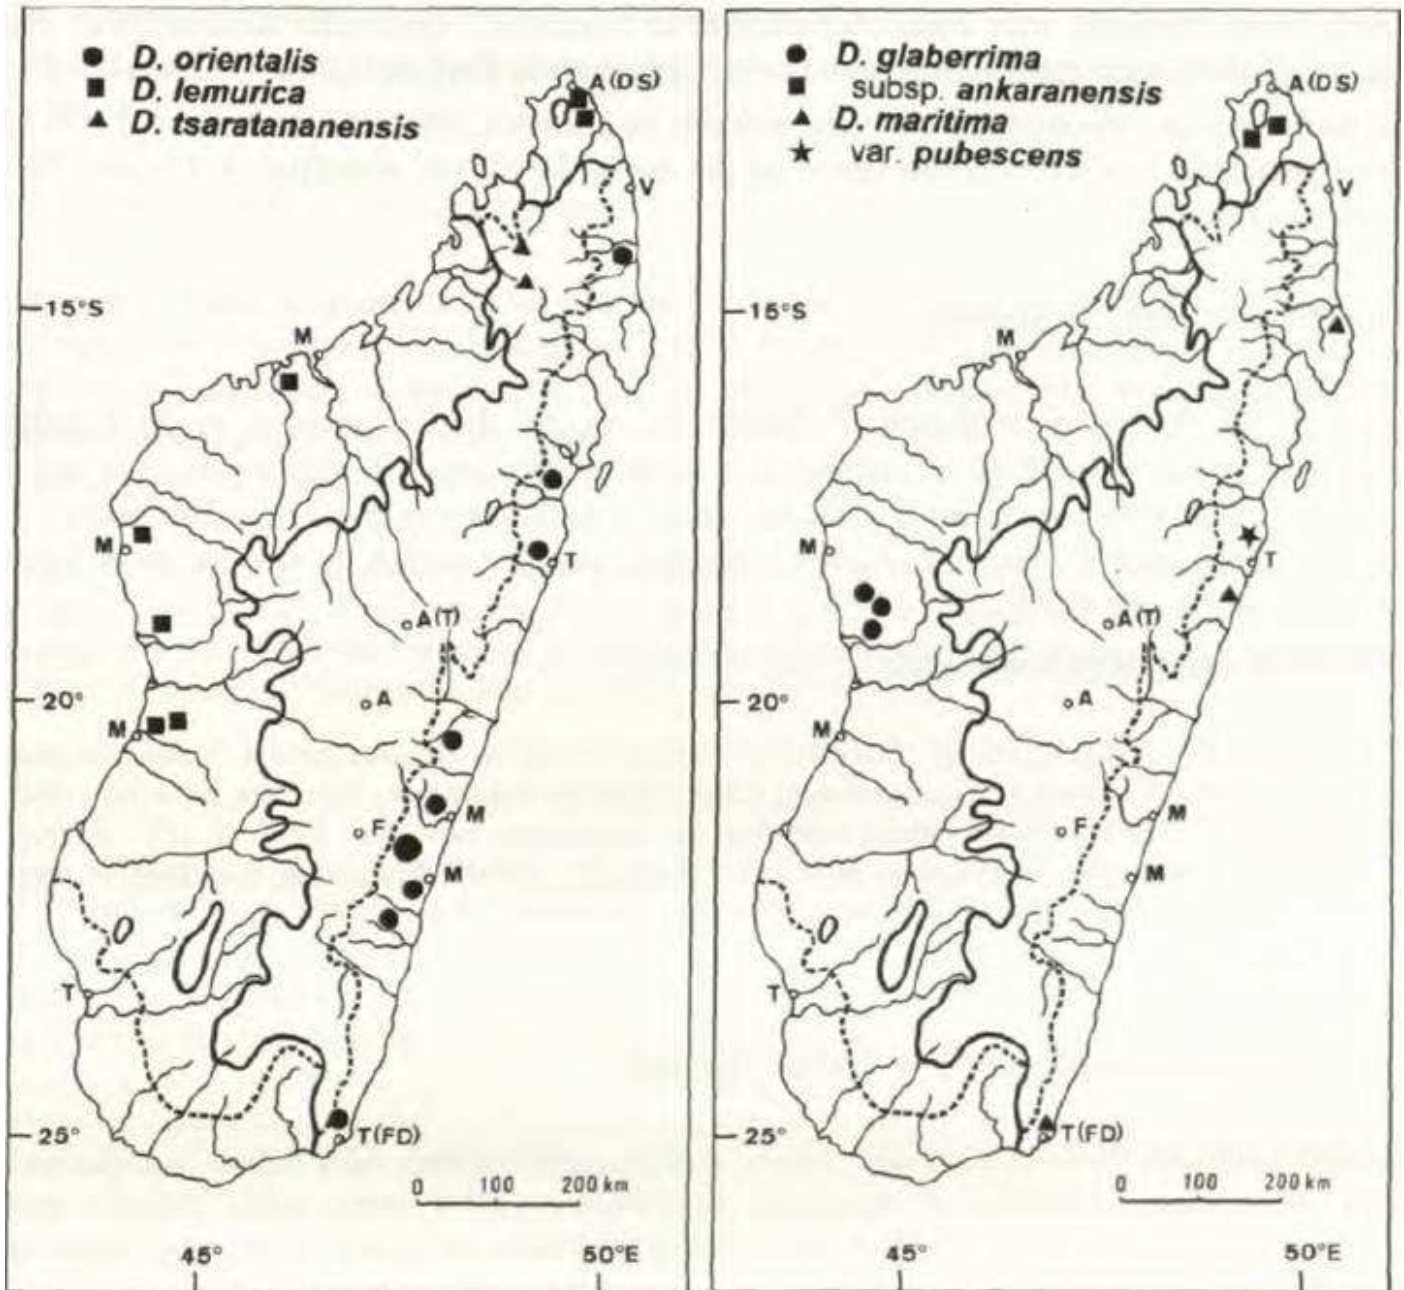 D. orientalis
D. lemurica
D. tsaratananensis
A(DS)
V
15°S
M
M
T
A(T)
20°
A
M
M
F
M
T
25°
T(FD)
0 100 200 km
45° 50°E
D. glaberrima
subsp. ankaranensis
D. maritima
var. pubescens
A(DS)
V
15°S
M
M
T
A(T)
20°
A
M
M
F
M
T
25°
T(FD)
0 100 200 km
45° 50°E